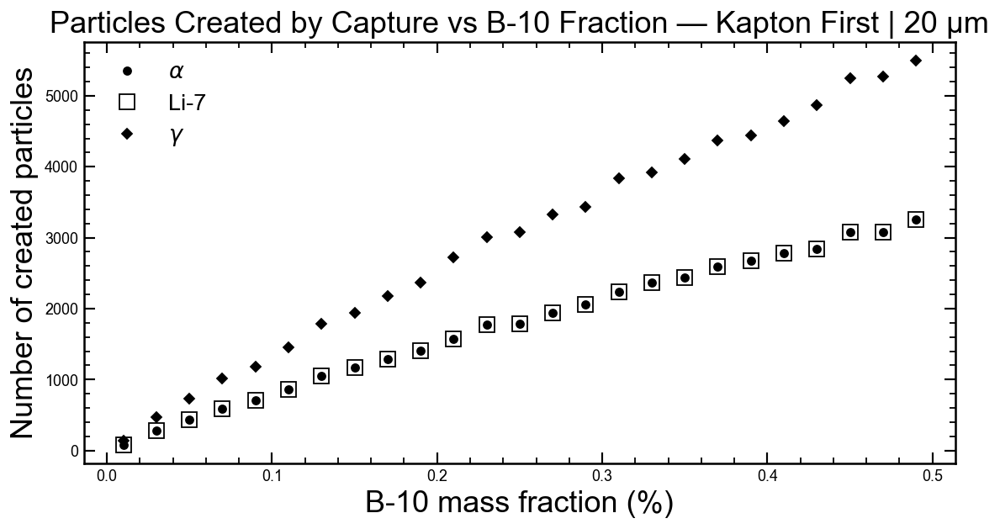 Particles Created by Capture vs B-10 Fraction — Kapton First | 20 μm
α
Li-7
γ
Number of created particles
5000
4000
3000
2000
1000
0
0.0 0.1 0.2 0.3 0.4 0.5
B-10 mass fraction (%)